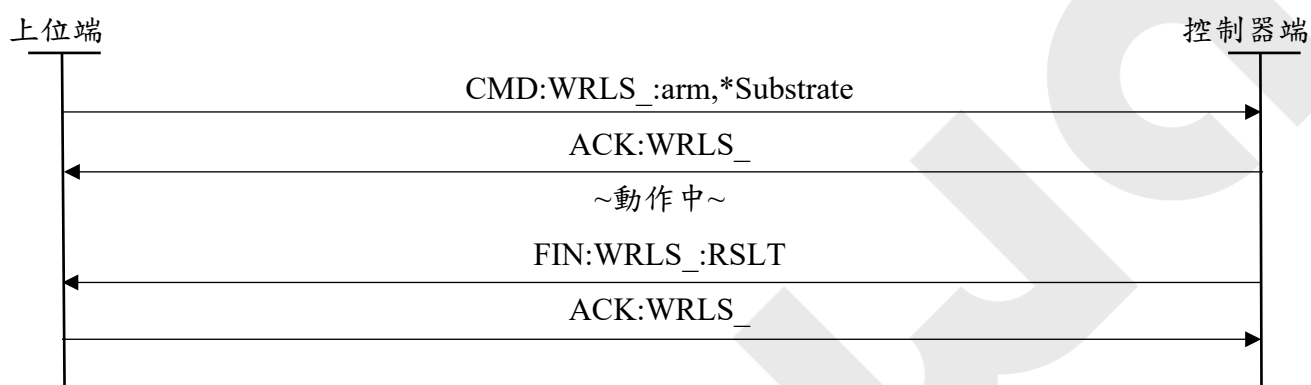 上位端
控制器端
CMD:WRLS_:arm,*Substrate
ACK:WRLS_
~動作中~
FIN:WRLS_:RSLT
ACK:WRLS_